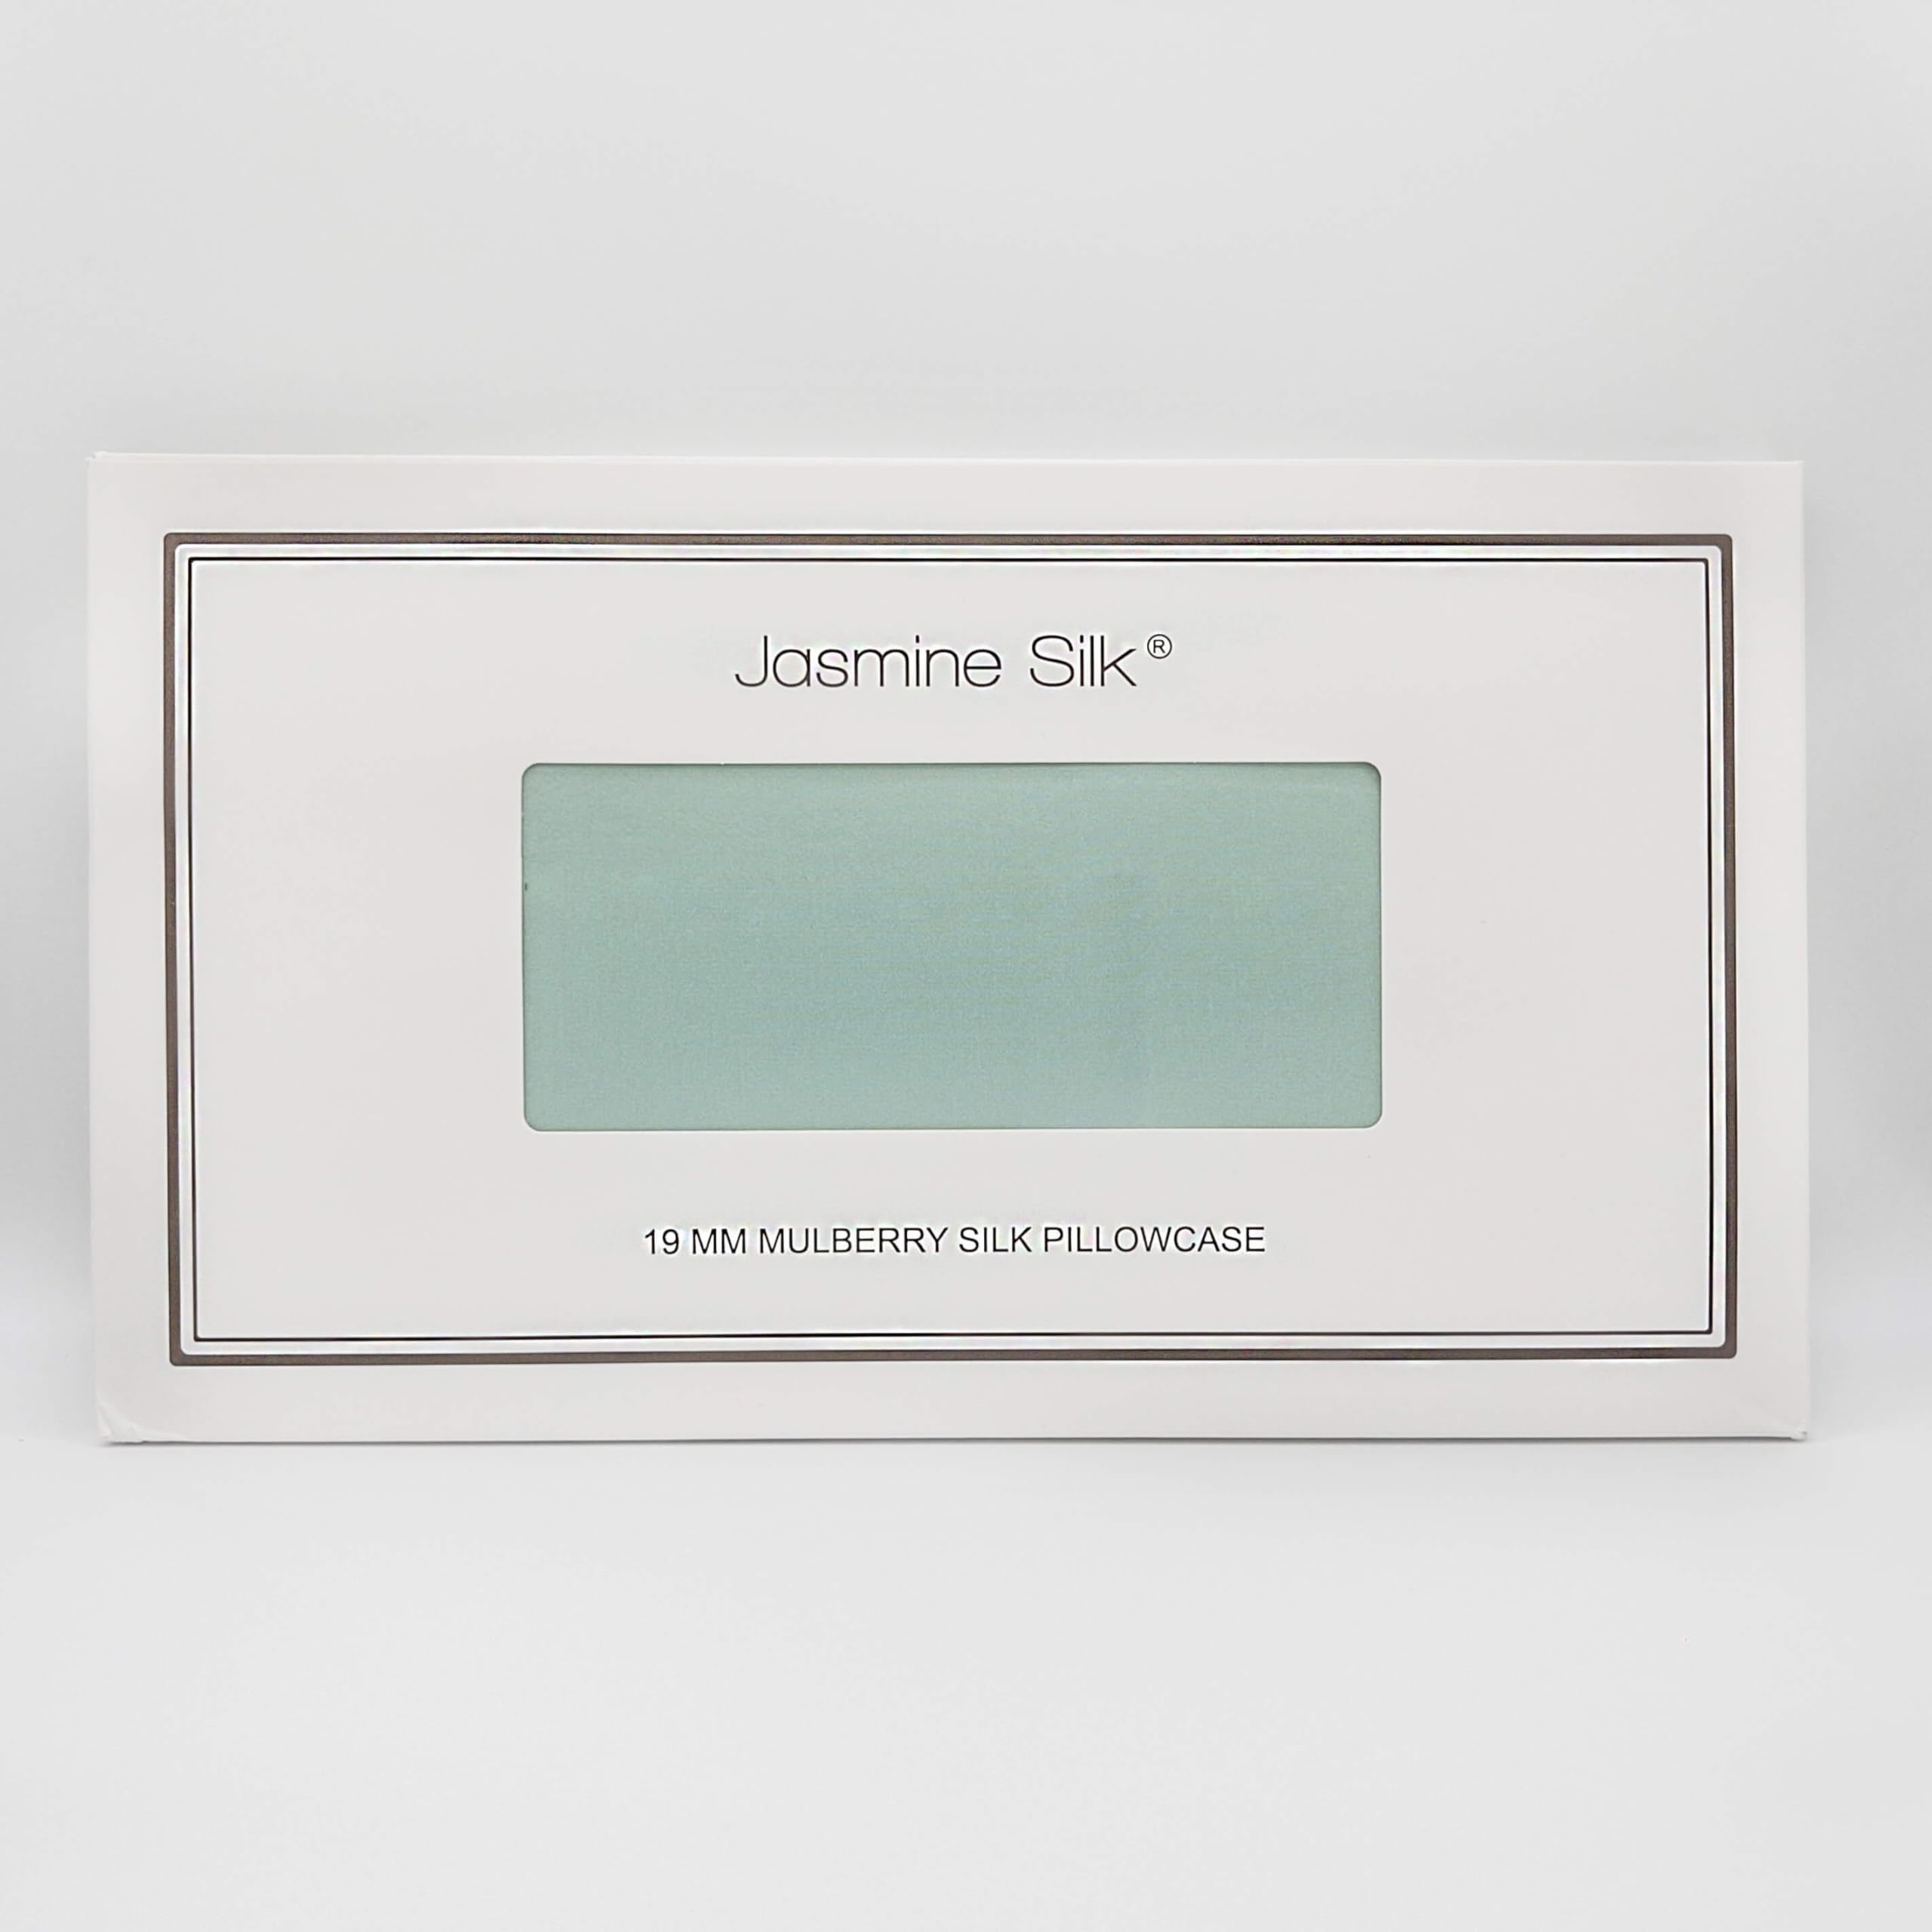 Jasmine Silk®
19 MM MULBERRY SILK PILLOWCASE